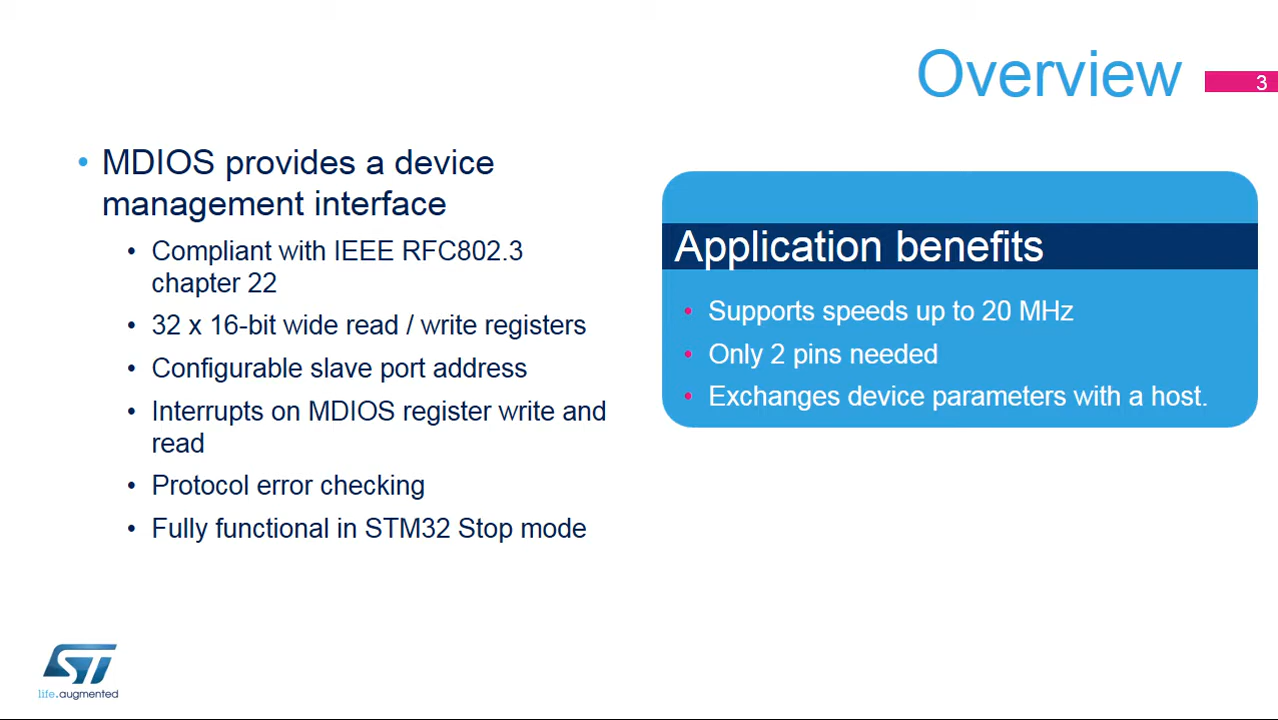 Overview
3
• MDIOS provides a device
management interface
• Compliant with IEEE RFC802.3
chapter 22
• 32 x 16-bit wide read / write registers
• Configurable slave port address
• Interrupts on MDIOS register write and
read
• Protocol error checking
• Fully functional in STM32 Stop mode
Application benefits
• Supports speeds up to 20 MHz
• Only 2 pins needed
• Exchanges device parameters with a host.
ST
life.augmented